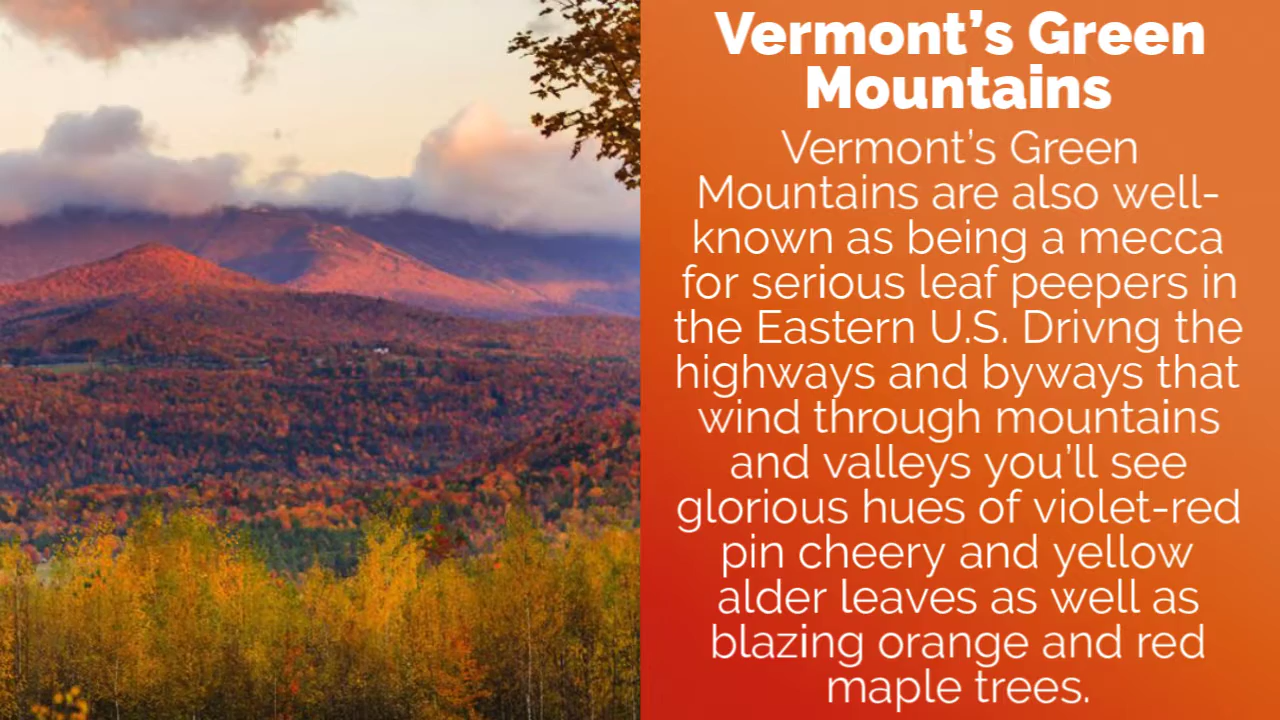 Vermont’s Green
Mountains
Vermont’s Green
Mountains are also well-
known as being a mecca
for serious leaf peepers in
the Eastern U.S. Drivng the
highways and byways that
wind through mountains
and valleys you’ll see
glorious hues of violet-red
pin cheery and yellow
alder leaves as well as
blazing orange and red
maple trees.